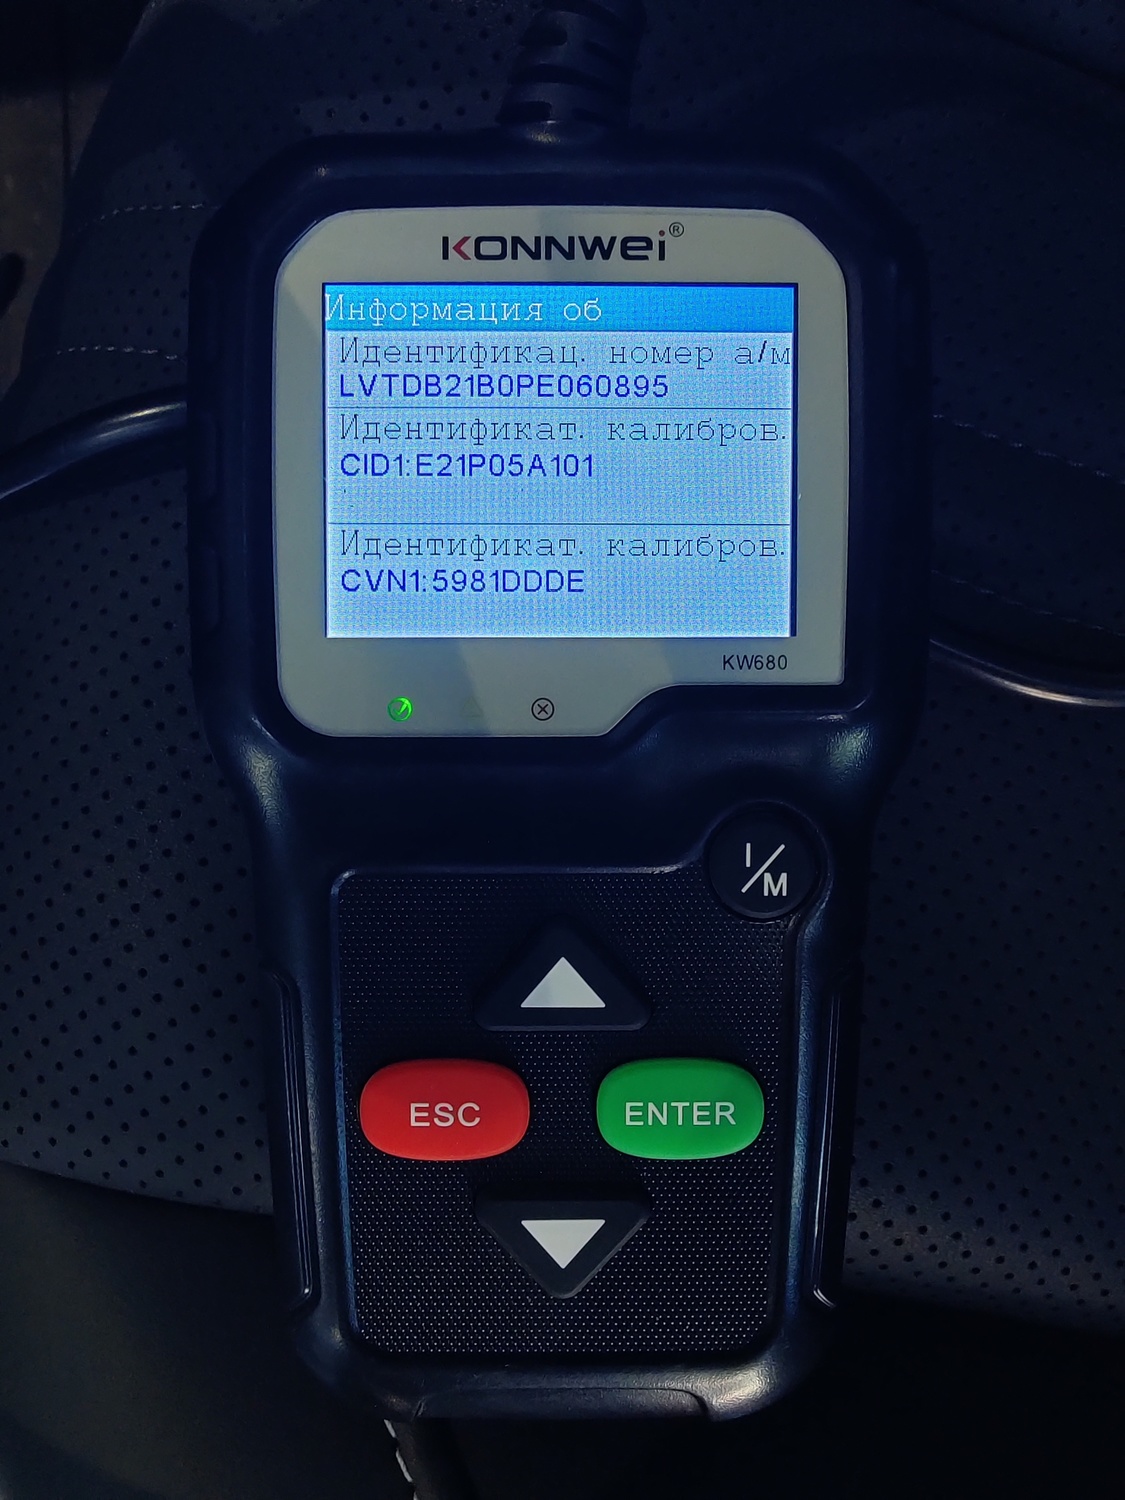 KONNWEI®
Информация об
Идентификац. номер а/м
LVTDB21B0PE060895
Идентификат. калибров.
CID1:E21P05A101
Идентификат. калибров.
CVN1:5981DDDE
KW680
I/M
ESC
ENTER